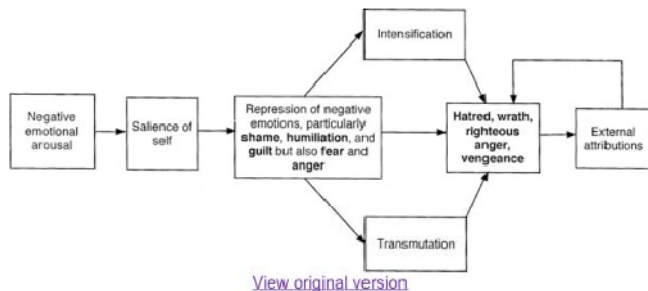 Negative
emotional
arousal
Salience of
self
Repression of negative
emotions, particularly
shame, humiliation, and
guilt but also fear and
anger
Intensification
Transmutation
Hatred, wrath,
righteous
anger,
vengeance
External
attributions
View original version